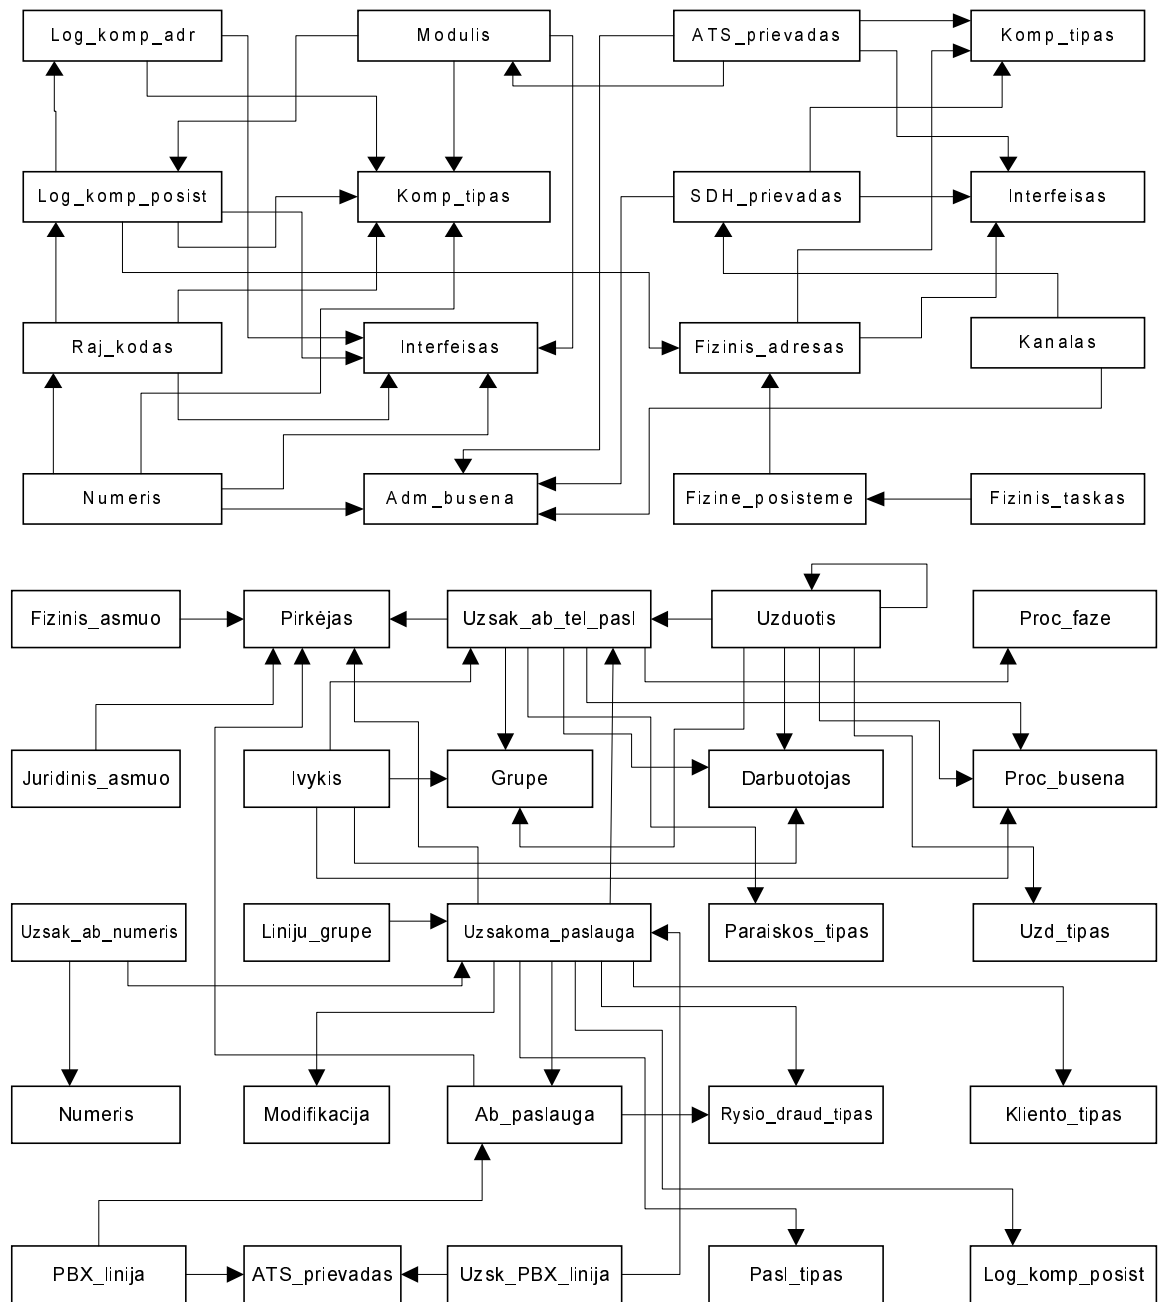 Log_komp_adr
Modulis
ATS_prievadas
Komp_tipas
Log_komp_posist
Komp_tipas
SDH_prievadas
Interfeisas
Raj_kodas
Interfeisas
Fizinis_adresas
Kanalas
Numeris
Adm_busena
Fizine_posisteme
Fizinis_taskas
Fizinis_asmuo
Pirkėjas
Uzsak_ab_tel_pasl
Uzduotis
Proc_faze
Juridinis_asmuo
Ivykis
Grupe
Darbuotojas
Proc_busena
Uzsak_ab_numeris
Liniju_grupe
Uzsakoma_paslauga
Paraiskos_tipas
Uzd_tipas
Numeris
Modifikacija
Ab_paslauga
Rysio_draud_tipas
Kliento_tipas
PBX_linija
ATS_prievadas
Uzsk_PBX_linija
Pasl_tipas
Log_komp_posist